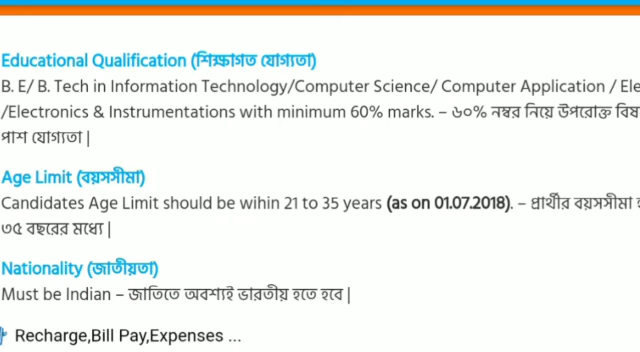 Educational Qualification (শিক্ষাগত যোগ্যতা)
B. E/ B. Tech in Information Technology/Computer Science/ Computer Application / Ele
/Electronics & Instrumentations with minimum 60% marks. – ৬০% নম্বর নিয়ে উপরোক্ত বিষ
পাশ যোগ্যতা |
Age Limit (বয়সসীমা)
Candidates Age Limit should be wihin 21 to 35 years (as on 01.07.2018). – প্রার্থীর বয়সসীমা
৩৫ বছরের মধ্যে |
Nationality (জাতীয়তা)
Must be Indian – জাতিতে অবশ্যই ভারতীয় হতে হবে |
Recharge,Bill Pay,Expenses ...